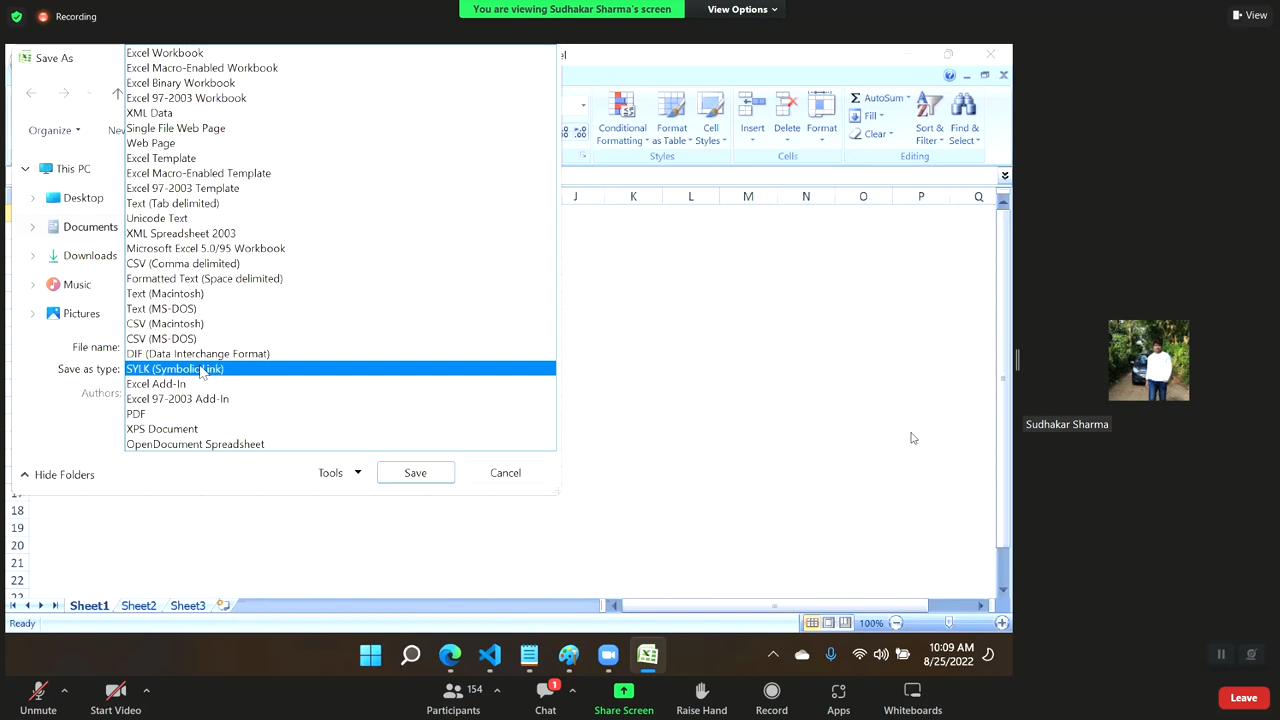 Recording
You are viewing Sudhakar Sharma's screen
View Options
View
Save As
Organize
New
This PC
Desktop
Documents
Downloads
Music
Pictures
File name:
Save as type:
Authors:
Excel Workbook
Excel Macro-Enabled Workbook
Excel Binary Workbook
Excel 97-2003 Workbook
XML Data
Single File Web Page
Web Page
Excel Template
Excel Macro-Enabled Template
Excel 97-2003 Template
Text (Tab delimited)
Unicode Text
XML Spreadsheet 2003
Microsoft Excel 5.0/95 Workbook
CSV (Comma delimited)
Formatted Text (Space delimited)
Text (Macintosh)
Text (MS-DOS)
CSV (Macintosh)
CSV (MS-DOS)
DIF (Data Interchange Format)
SYLK (Symbolic Link)
Excel Add-In
Excel 97-2003 Add-In
PDF
XPS Document
OpenDocument Spreadsheet
Hide Folders
Tools
Save
Cancel
Conditional Formatting
Format as Table
Cell Styles
Insert
Delete
Format
AutoSum
Fill
Clear
Sort & Filter
Find & Select
Styles
Cells
Editing
J K L M N O P Q
18
19
20
21
22
Sheet1 Sheet2 Sheet3
Ready
100%
10:09 AM
8/25/2022
Sudhakar Sharma
Unmute
Start Video
154
Participants
1
Chat
Share Screen
Raise Hand
Record
Apps
Whiteboards
Leave